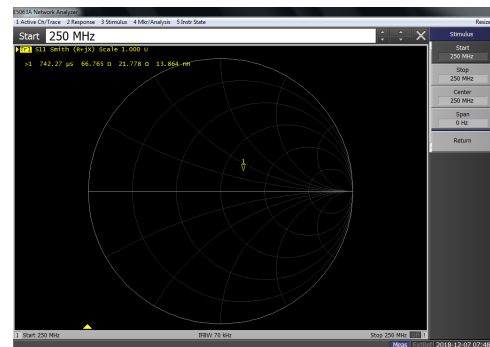 E5063A Network Analyzer
1 Active Ch/Trace 2 Response 3 Stimulus 4 Mkr/Analysis 5 Instr State
Resize
Start 250 MHz
Tr1 S11 Smith (R+jX) Scale 1.000 U
>1 742.27 µs 66.765 Ω 21.778 Ω 13.864 nH
1
1 Start 250 MHz
IFBW 70 kHz
Stop 250 MHz
Stimulus
Start
250 MHz
Stop
250 MHz
Center
250 MHz
Span
0 Hz
Return
Meas
ExtRef
2018-12-07 07:48